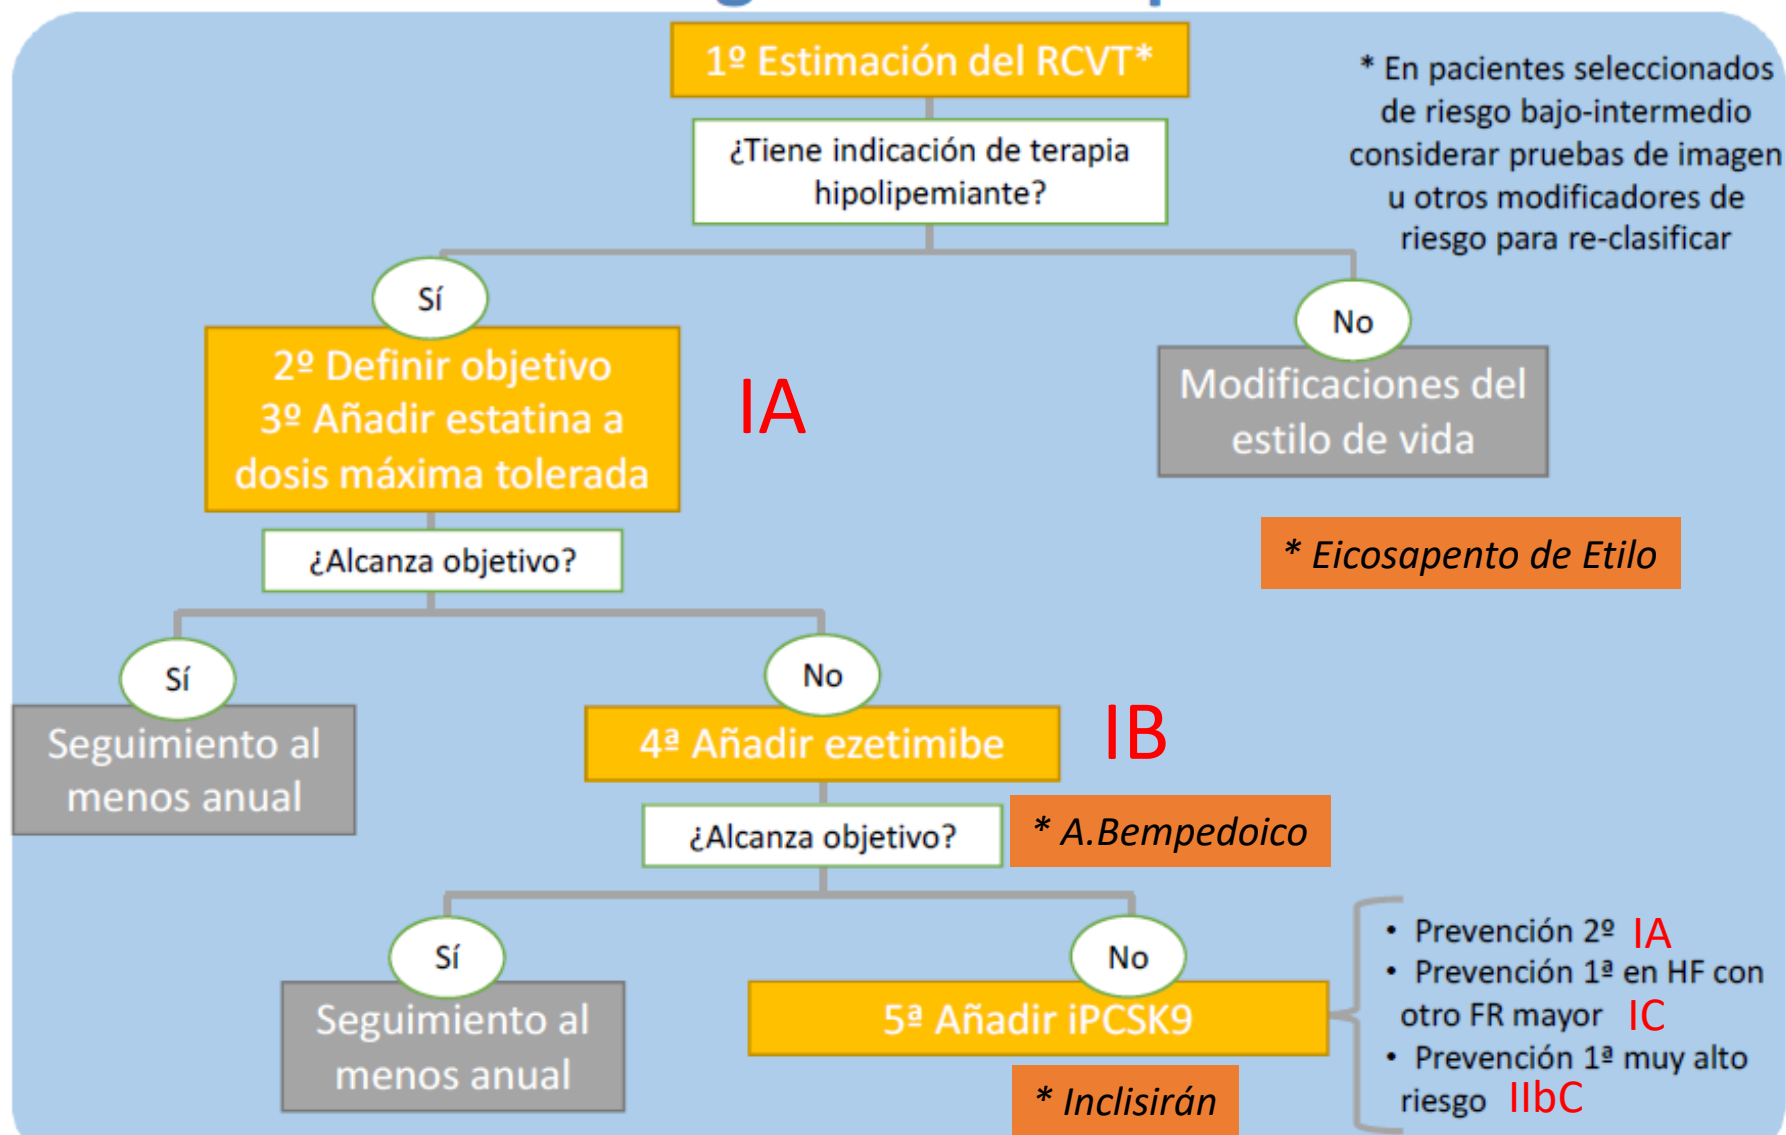 1º Estimación del RCVT*
* En pacientes seleccionados
de riesgo bajo-intermedio
considerar pruebas de imagen
u otros modificadores de
riesgo para re-clasificar
¿Tiene indicación de terapia
hipolipemiante?
Sí
No
2º Definir objetivo
3º Añadir estatina a
dosis máxima tolerada
IA
Modificaciones del
estilo de vida
* Eicosapento de Etilo
¿Alcanza objetivo?
Sí
No
Seguimiento al
menos anual
4ª Añadir ezetimibe
IB
¿Alcanza objetivo?
* A.Bempedoico
Sí
No
Seguimiento al
menos anual
5ª Añadir iPCSK9
• Prevención 2º IA
• Prevención 1ª en HF con
otro FR mayor IC
• Prevención 1ª muy alto
riesgo IIbC
* Inclisirán